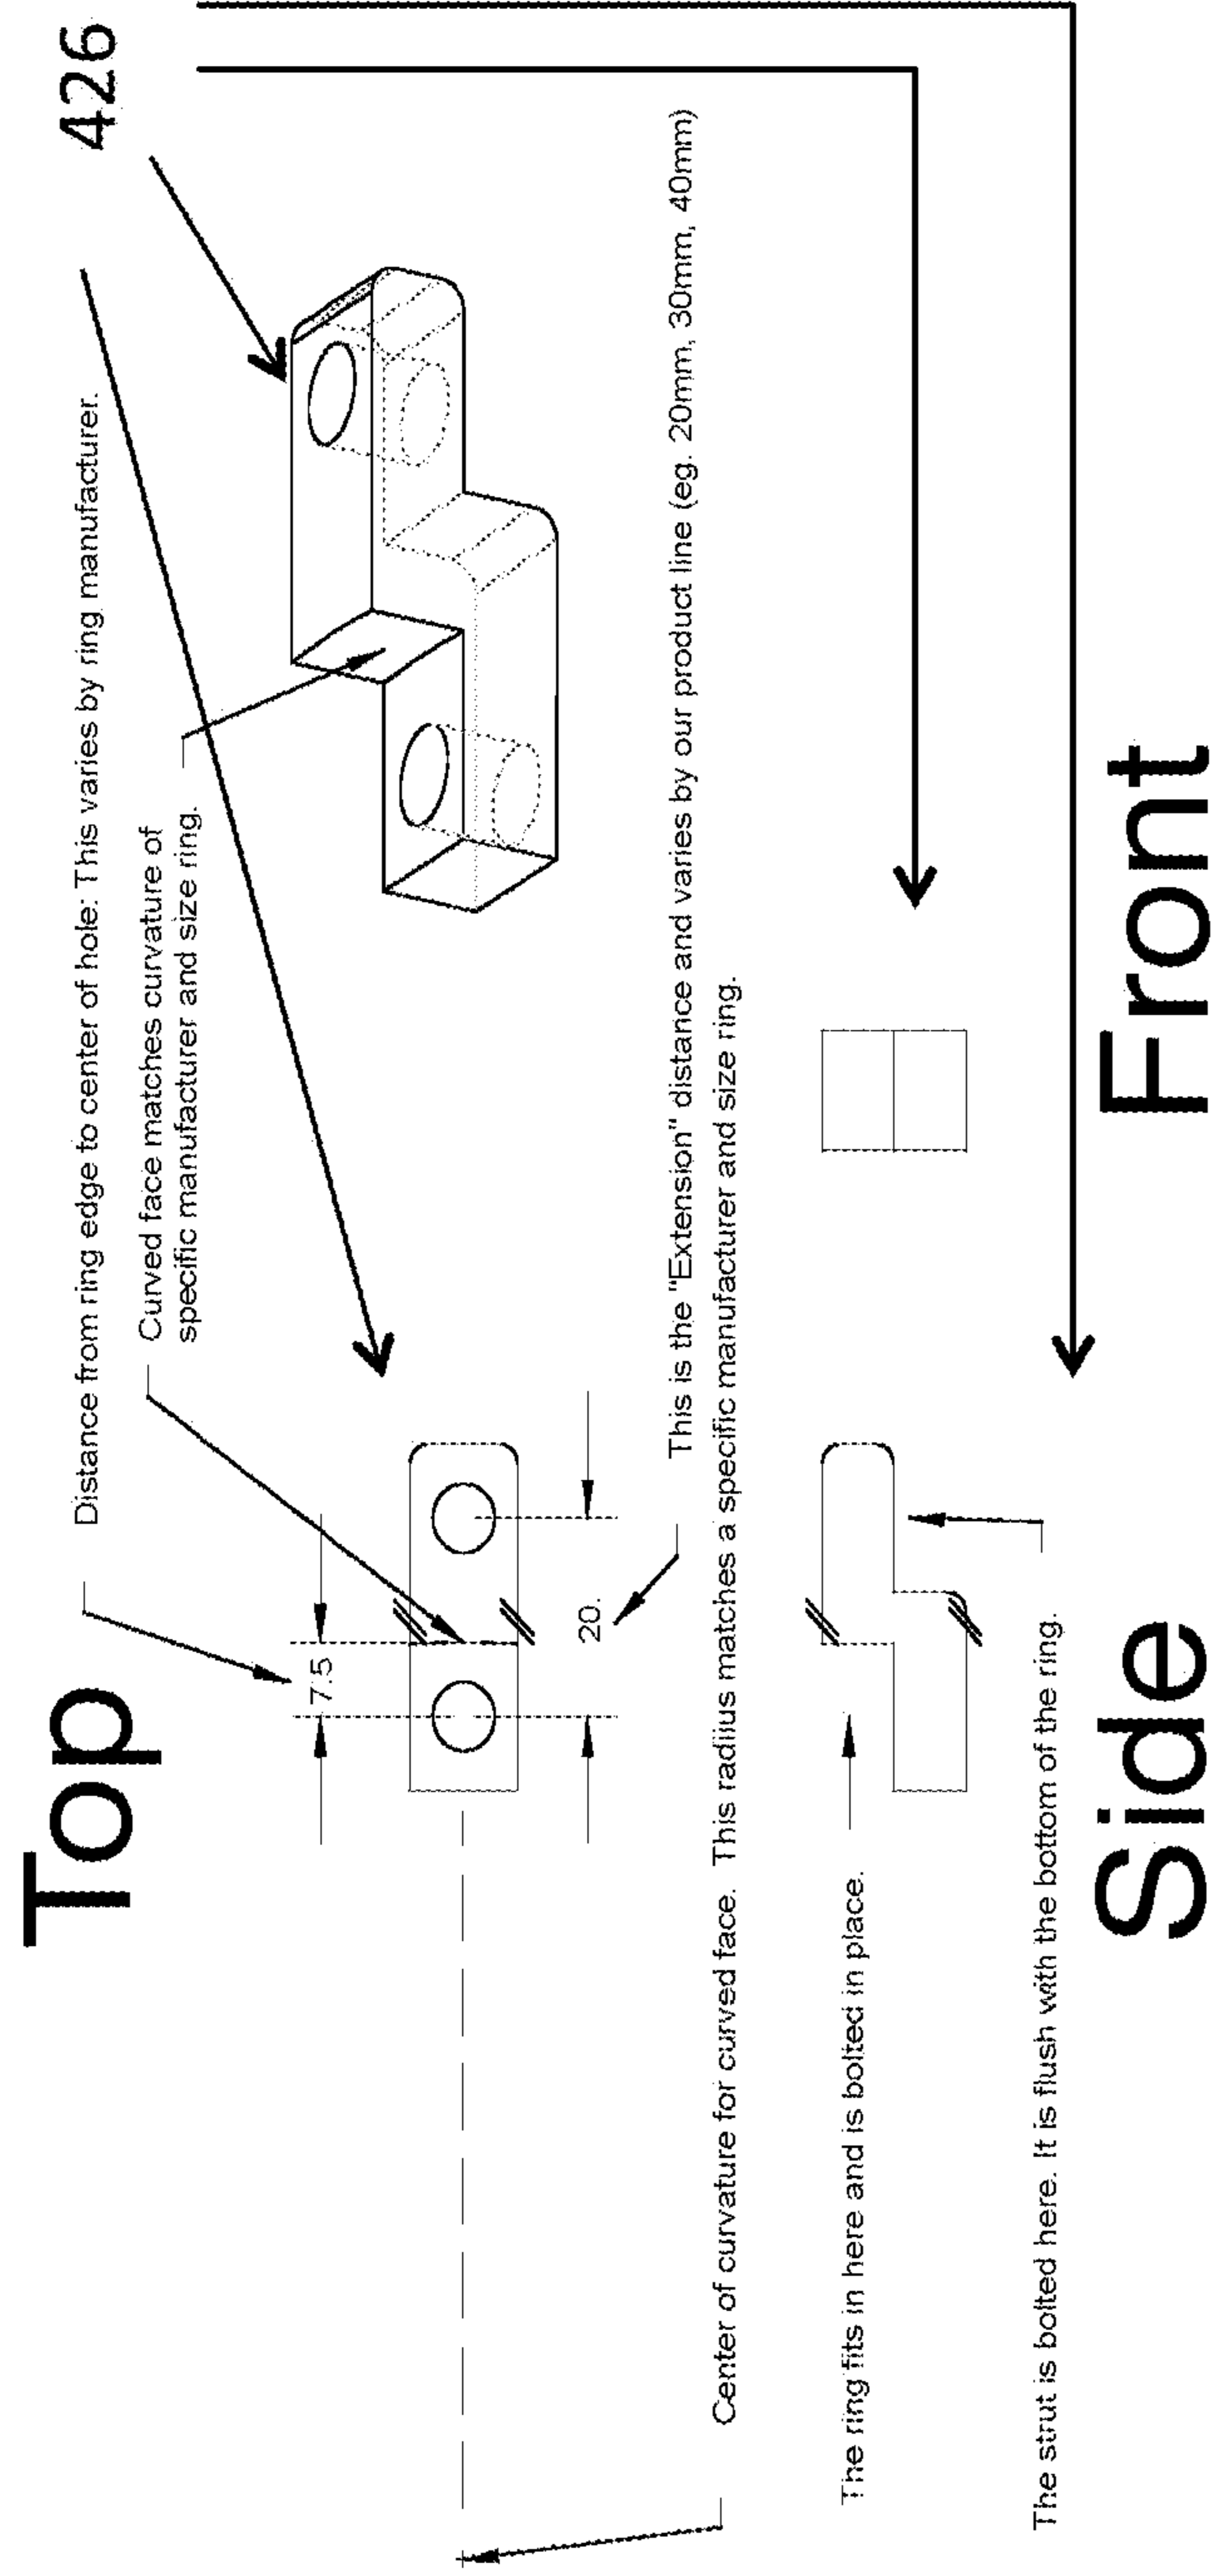 Top
426
Distance from ring edge to center of hole: This varies by ring manufacturer.
Curved face matches curvature of
specific manufacturer and size ring.
7.5
20.
This is the "Extension" distance and varies by our product line (eg. 20mm, 30mm, 40mm)
Center of curvature for curved face. This radius matches a specific manufacturer and size ring.
The ring fits in here and is bolted in place.
The strut is bolted here. It is flush with the bottom of the ring.
Side
Front